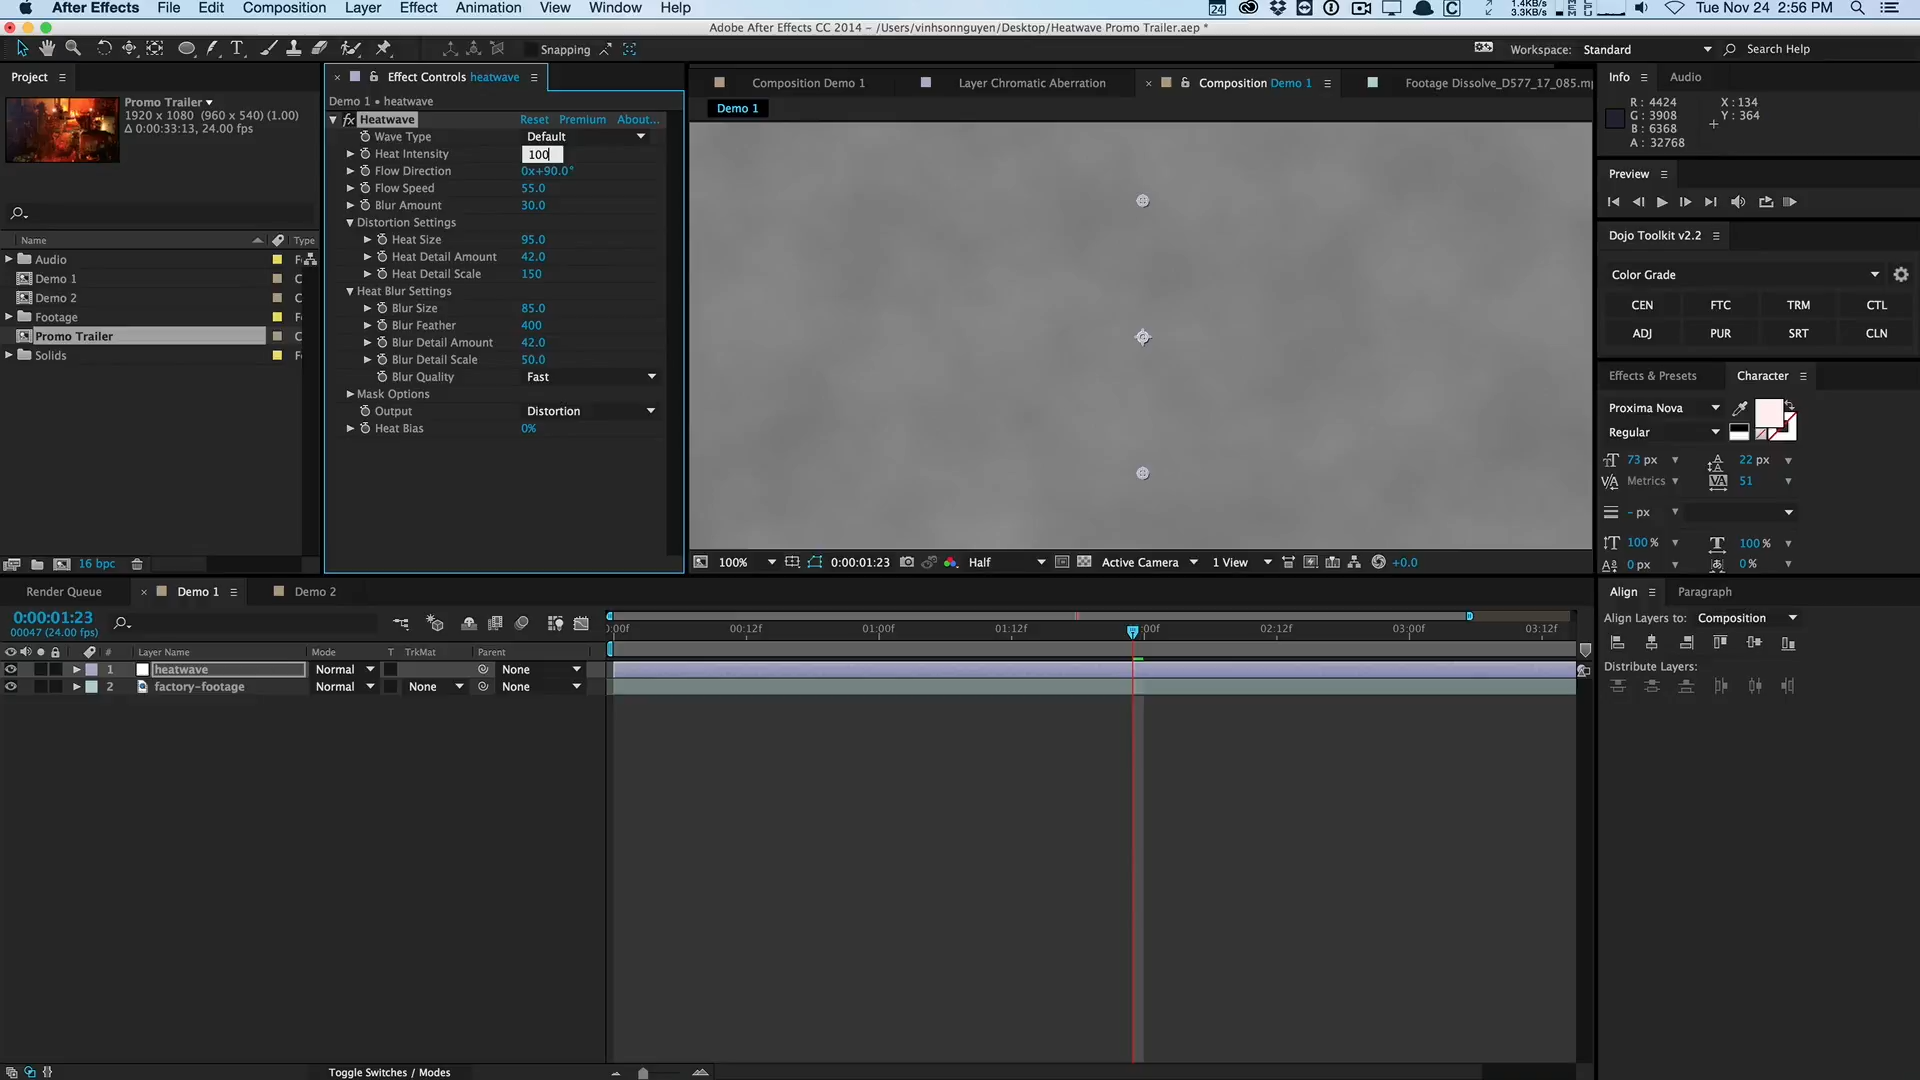 After Effects File Edit Composition Layer Effect Animation View Window Help
24
1.4KB/s
3.3KB/s
Tue Nov 24 2:56 PM
Adobe After Effects CC 2014 – /Users/vinhsonnguyen/Desktop/Heatwave Promo Trailer.aep *
Snapping
Workspace: Standard
Search Help
Project
Promo Trailer
1920 x 1080 (960 x 540) (1.00)
Δ 0:00:33:13, 24.00 fps
Name
Type
Audio
Demo 1
Demo 2
Footage
Promo Trailer
Solids
16 bpc
Effect Controls heatwave
Demo 1 • heatwave
fx Heatwave Reset Premium About...
Wave Type Default
Heat Intensity 100
Flow Direction 0x+90.0°
Flow Speed 55.0
Blur Amount 30.0
Distortion Settings
Heat Size 95.0
Heat Detail Amount 42.0
Heat Detail Scale 150
Heat Blur Settings
Blur Size 85.0
Blur Feather 400
Blur Detail Amount 42.0
Blur Detail Scale 50.0
Blur Quality Fast
Mask Options
Output Distortion
Heat Bias 0%
Composition Demo 1
Layer Chromatic Aberration
Composition Demo 1
Footage Dissolve_D577_17_085.m
Demo 1
100% 0:00:01:23 Half Active Camera 1 View +0.0
Info Audio
R: 4424 X: 134
G: 3908 Y: 364
B: 6368
A: 32768
Preview
Dojo Toolkit v2.2
Color Grade
CEN FTC TRM CTL
ADJ PUR SRT CLN
Effects & Presets Character
Proxima Nova
Regular
73 px 22 px
Metrics 51
- px
100% 100%
0 px 0%
Align Paragraph
Align Layers to: Composition
Distribute Layers:
Render Queue Demo 1 Demo 2
0:00:01:23
00047 (24.00 fps)
# Layer Name Mode T TrkMat Parent
1 heatwave Normal None
2 factory-footage Normal None None
:00f 00:12f 01:00f 01:12f :00f 02:12f 03:00f 03:12f
Toggle Switches / Modes